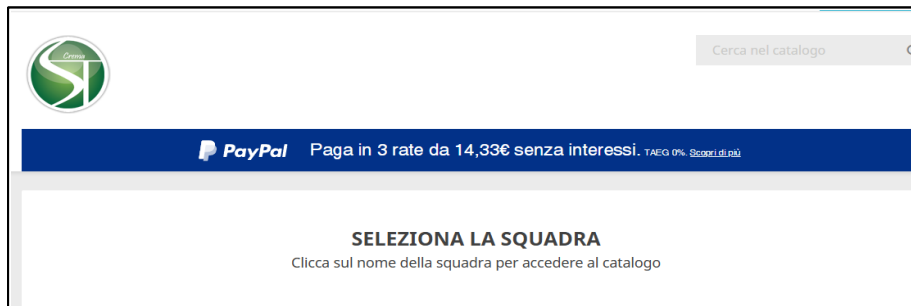 Crema
ST
Cerca nel catalogo
PayPal Paga in 3 rate da 14,33€ senza interessi. TAEG 0%. Scopri di più
SELEZIONA LA SQUADRA
Clicca sul nome della squadra per accedere al catalogo